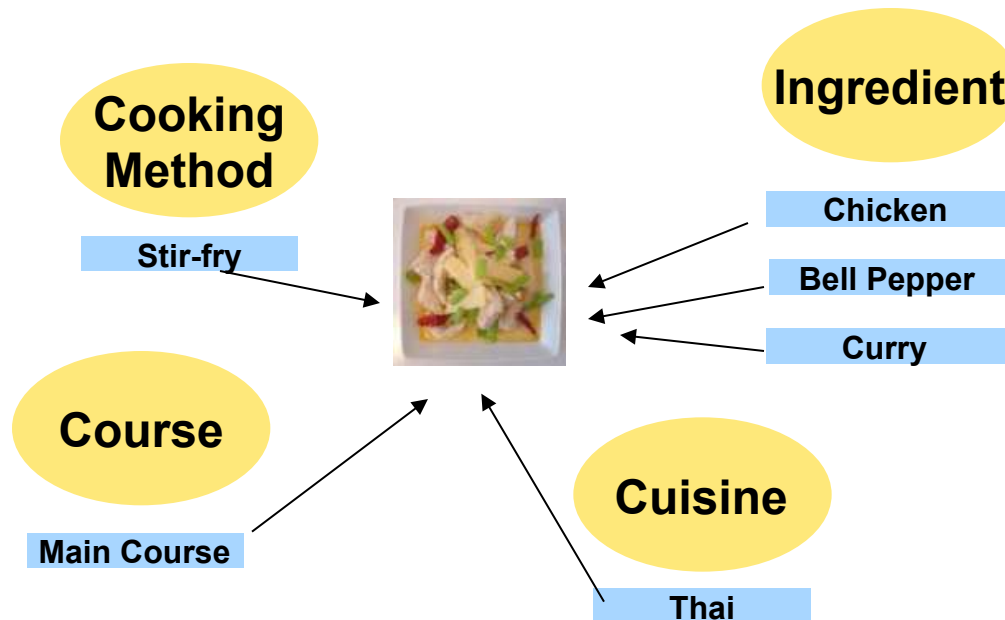 Cooking
Method
Stir-fry
Ingredient
Chicken
Bell Pepper
Curry
Course
Main Course
Cuisine
Thai